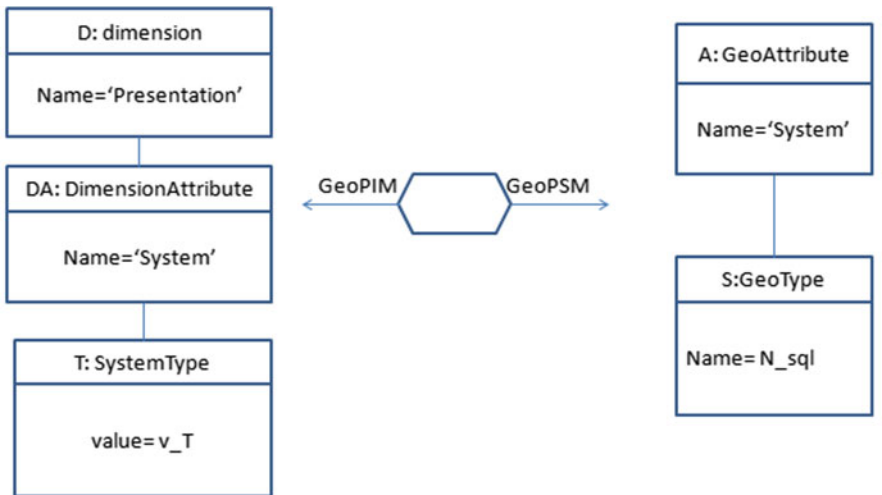 D: dimension
Name=‘Presentation’
DA: DimensionAttribute
Name=‘System’
T: SystemType
value= v_T
GeoPIM
GeoPSM
A: GeoAttribute
Name=‘System’
S:GeoType
Name= N_sql